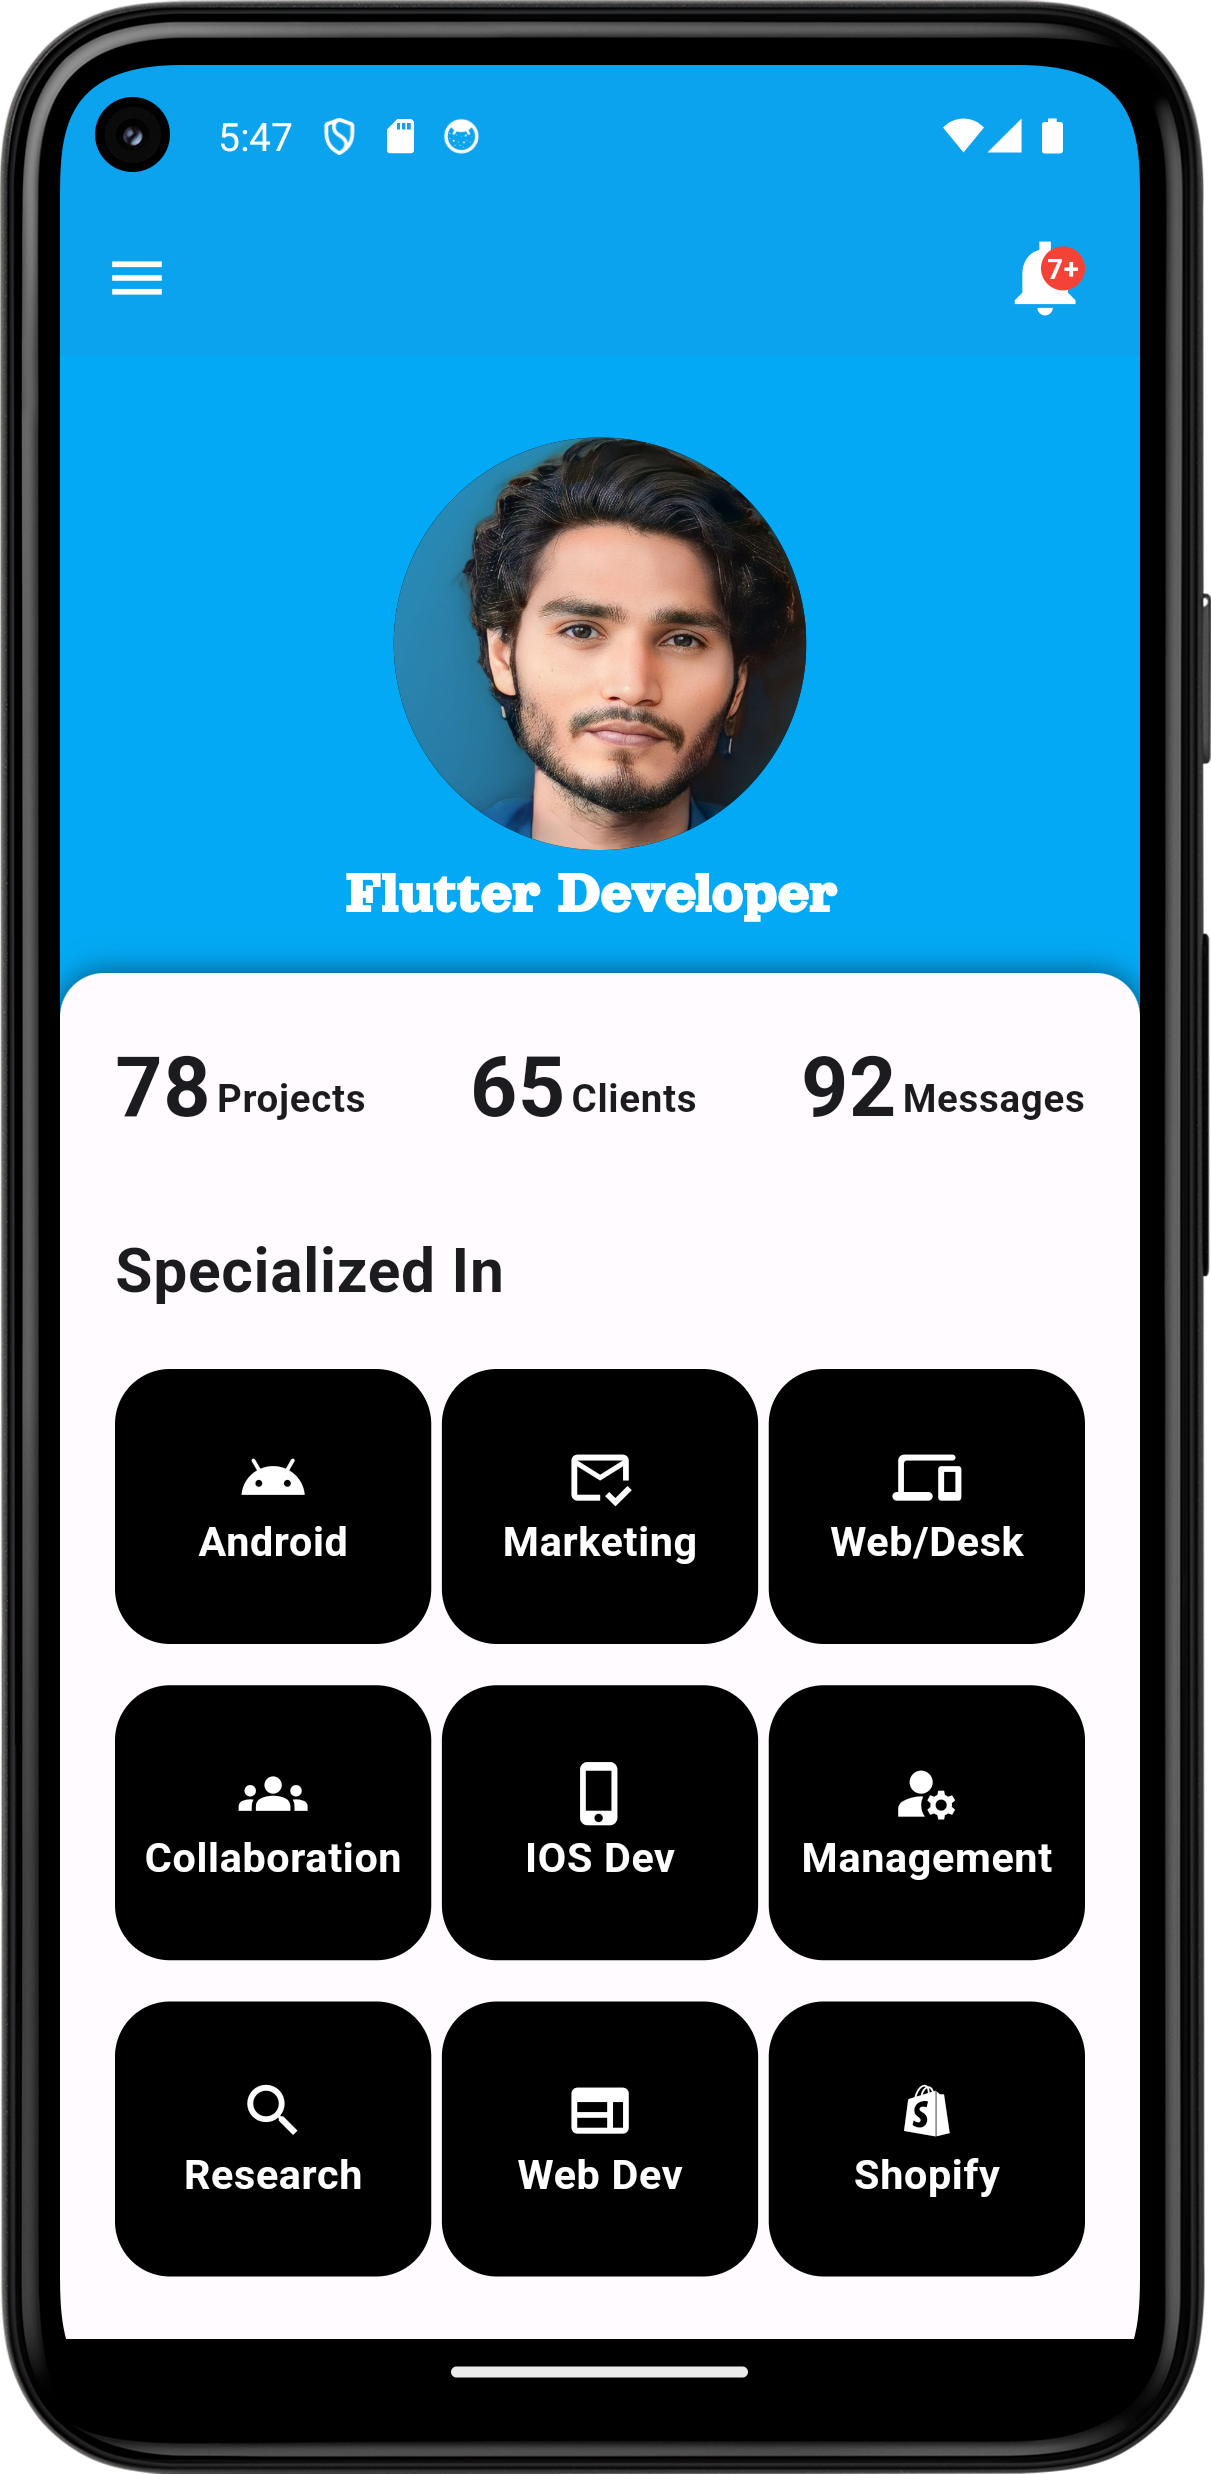 5:47
7+
Flutter Developer
78 Projects 65 Clients 92 Messages
Specialized In
Android Marketing Web/Desk
Collaboration IOS Dev Management
Research Web Dev Shopify